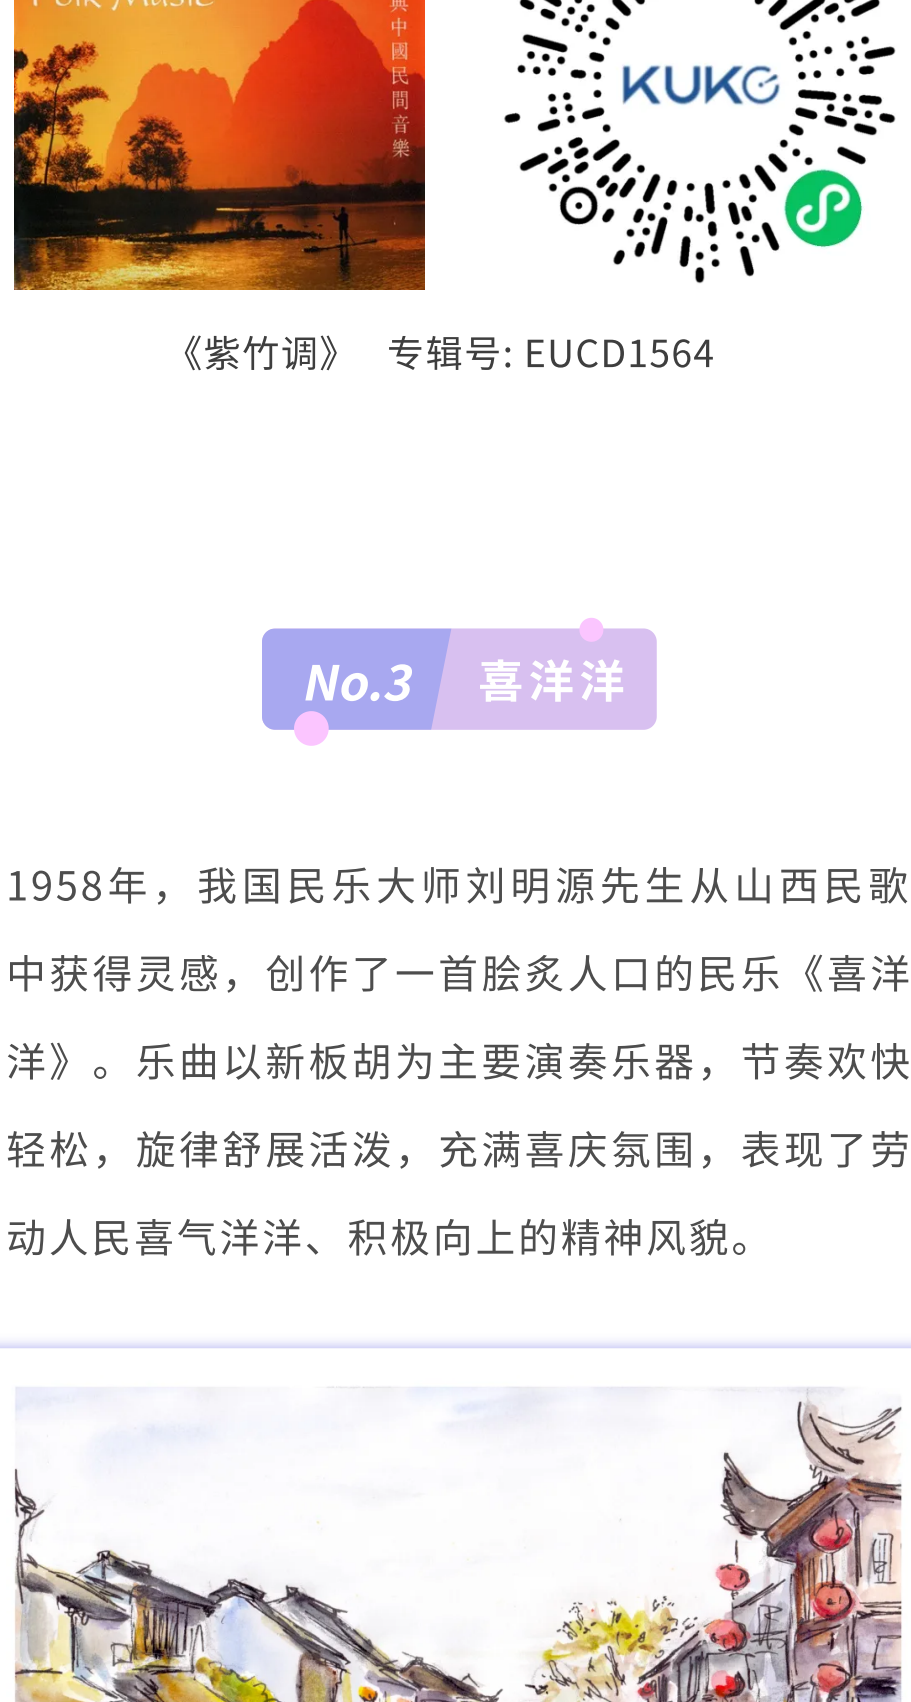 Folk Music
典中國民間音樂
KUKE
《紫竹调》 专辑号: EUCD1564
No.3 喜洋洋
1958年，我国民乐大师刘明源先生从山西民歌
中获得灵感，创作了一首脍炙人口的民乐《喜洋
洋》。乐曲以新板胡为主要演奏乐器，节奏欢快
轻松，旋律舒展活泼，充满喜庆氛围，表现了劳
动人民喜气洋洋、积极向上的精神风貌。